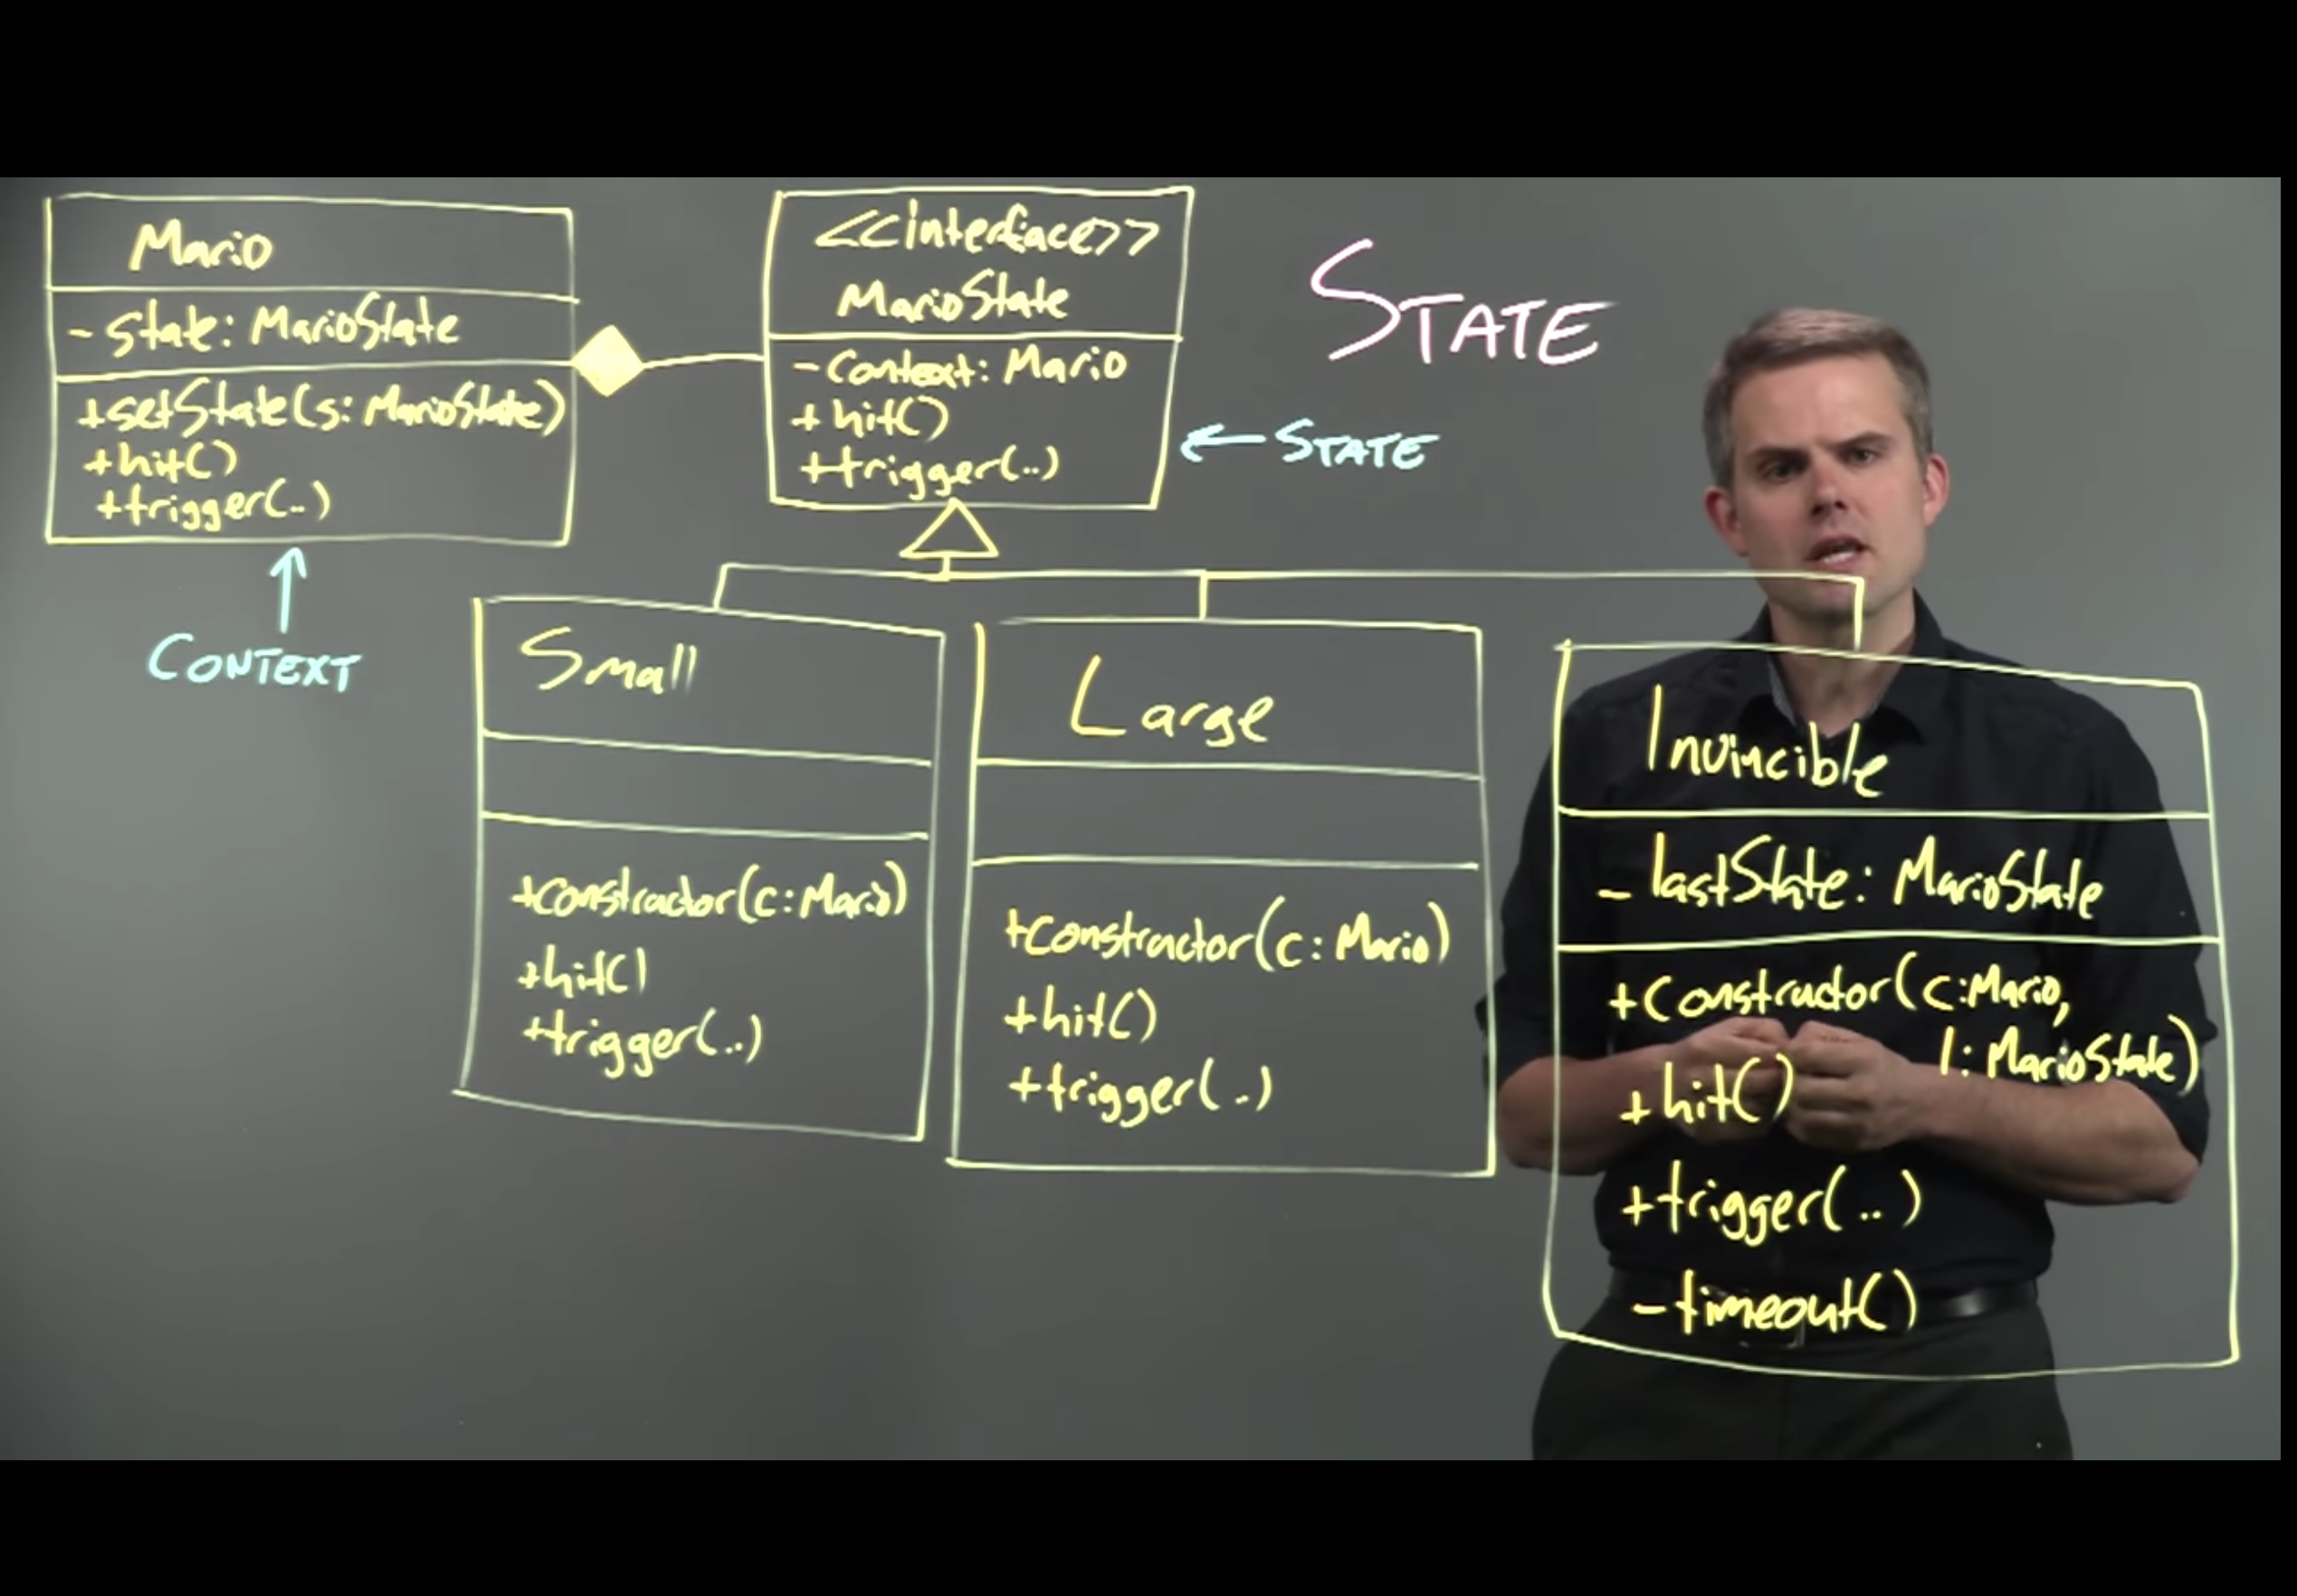 Mario
- state: MarioState
+setState(s: MarioState)
+hit()
+trigger(..)
CONTEXT
<<interface>>
MarioState
- Context: Mario
+ hit()
+trigger(..)
STATE
STATE
Small
+constructor(c: Mario)
+hit()
+trigger(..)
Large
+constructor(c: Mario)
+hit()
+trigger(..)
Invincible
- lastState: MarioState
+constructor(c:Mario,
l: MarioState)
+hit()
+trigger(..)
-timeout()